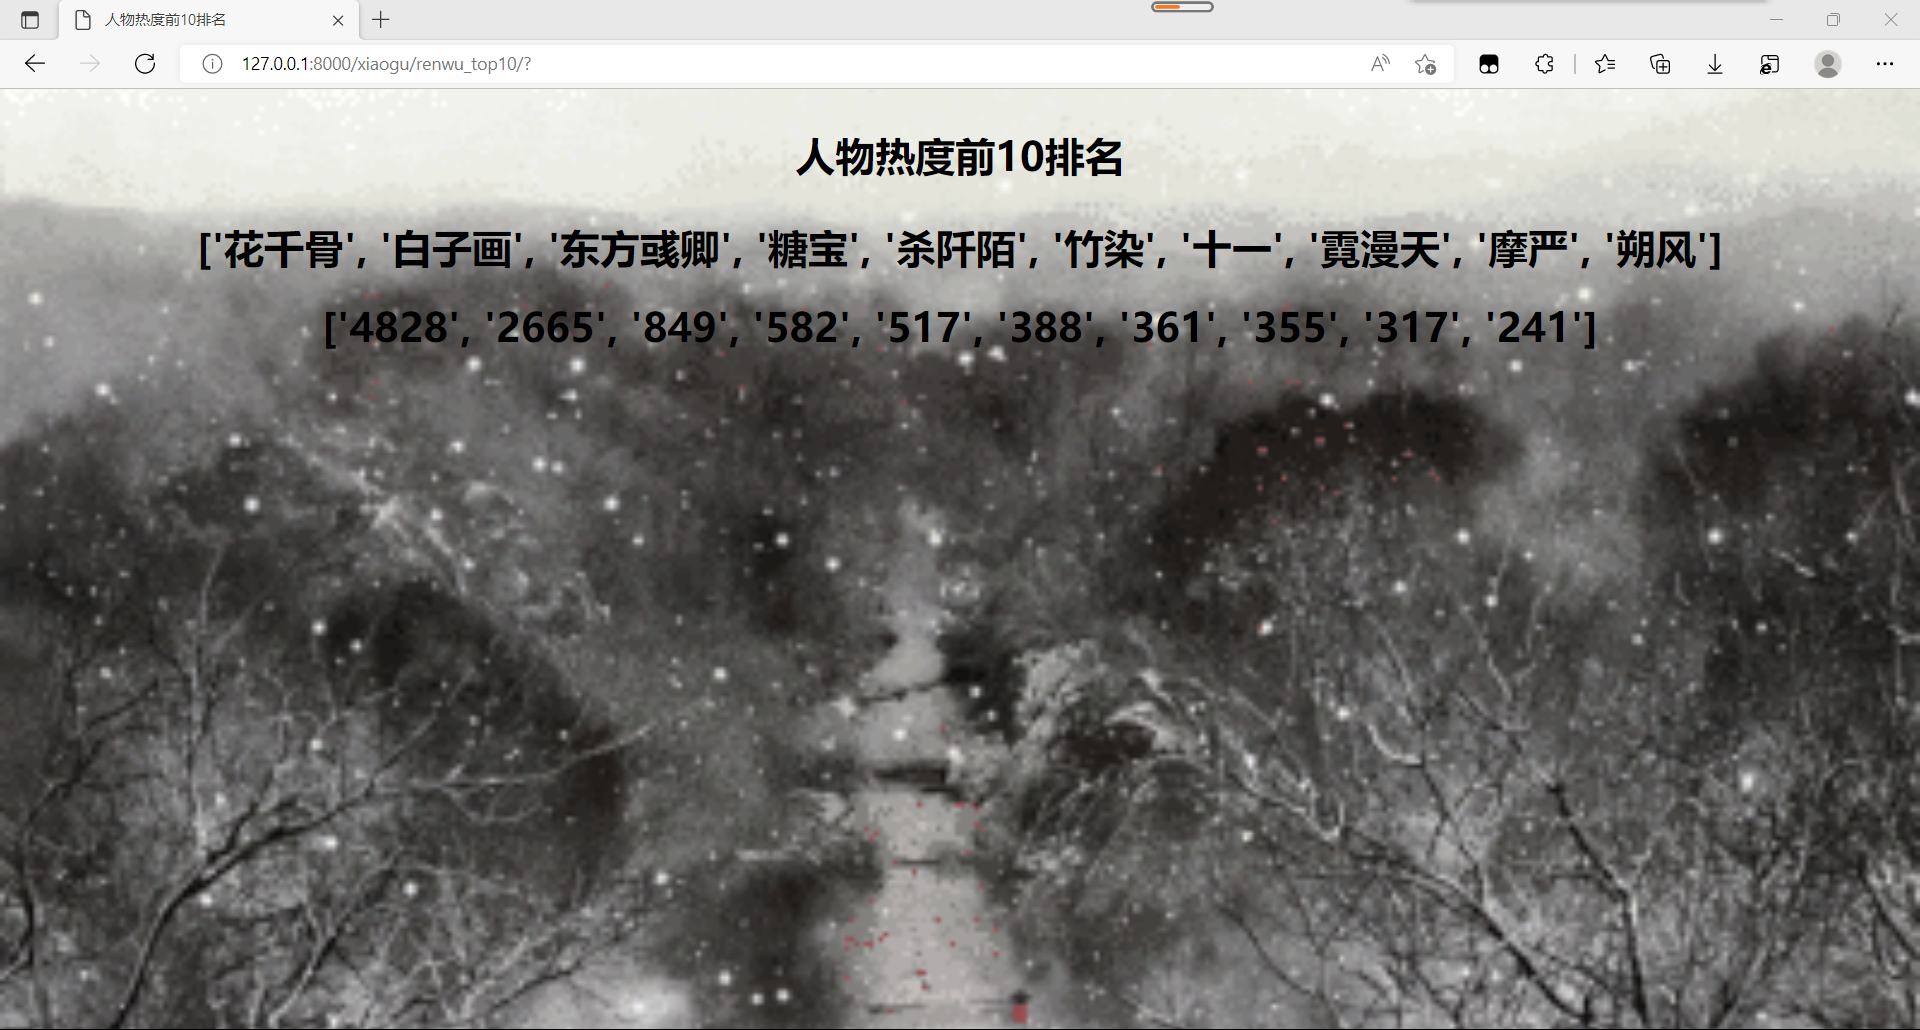 人物热度前10排名
127.0.0.1:8000/xiaogu/renwu_top10/?
人物热度前10排名
['花千骨', '白子画', '东方彧卿', '糖宝', '杀阡陌', '竹染', '十一', '霓漫天', '摩严', '朔风']
['4828', '2665', '849', '582', '517', '388', '361', '355', '317', '241']